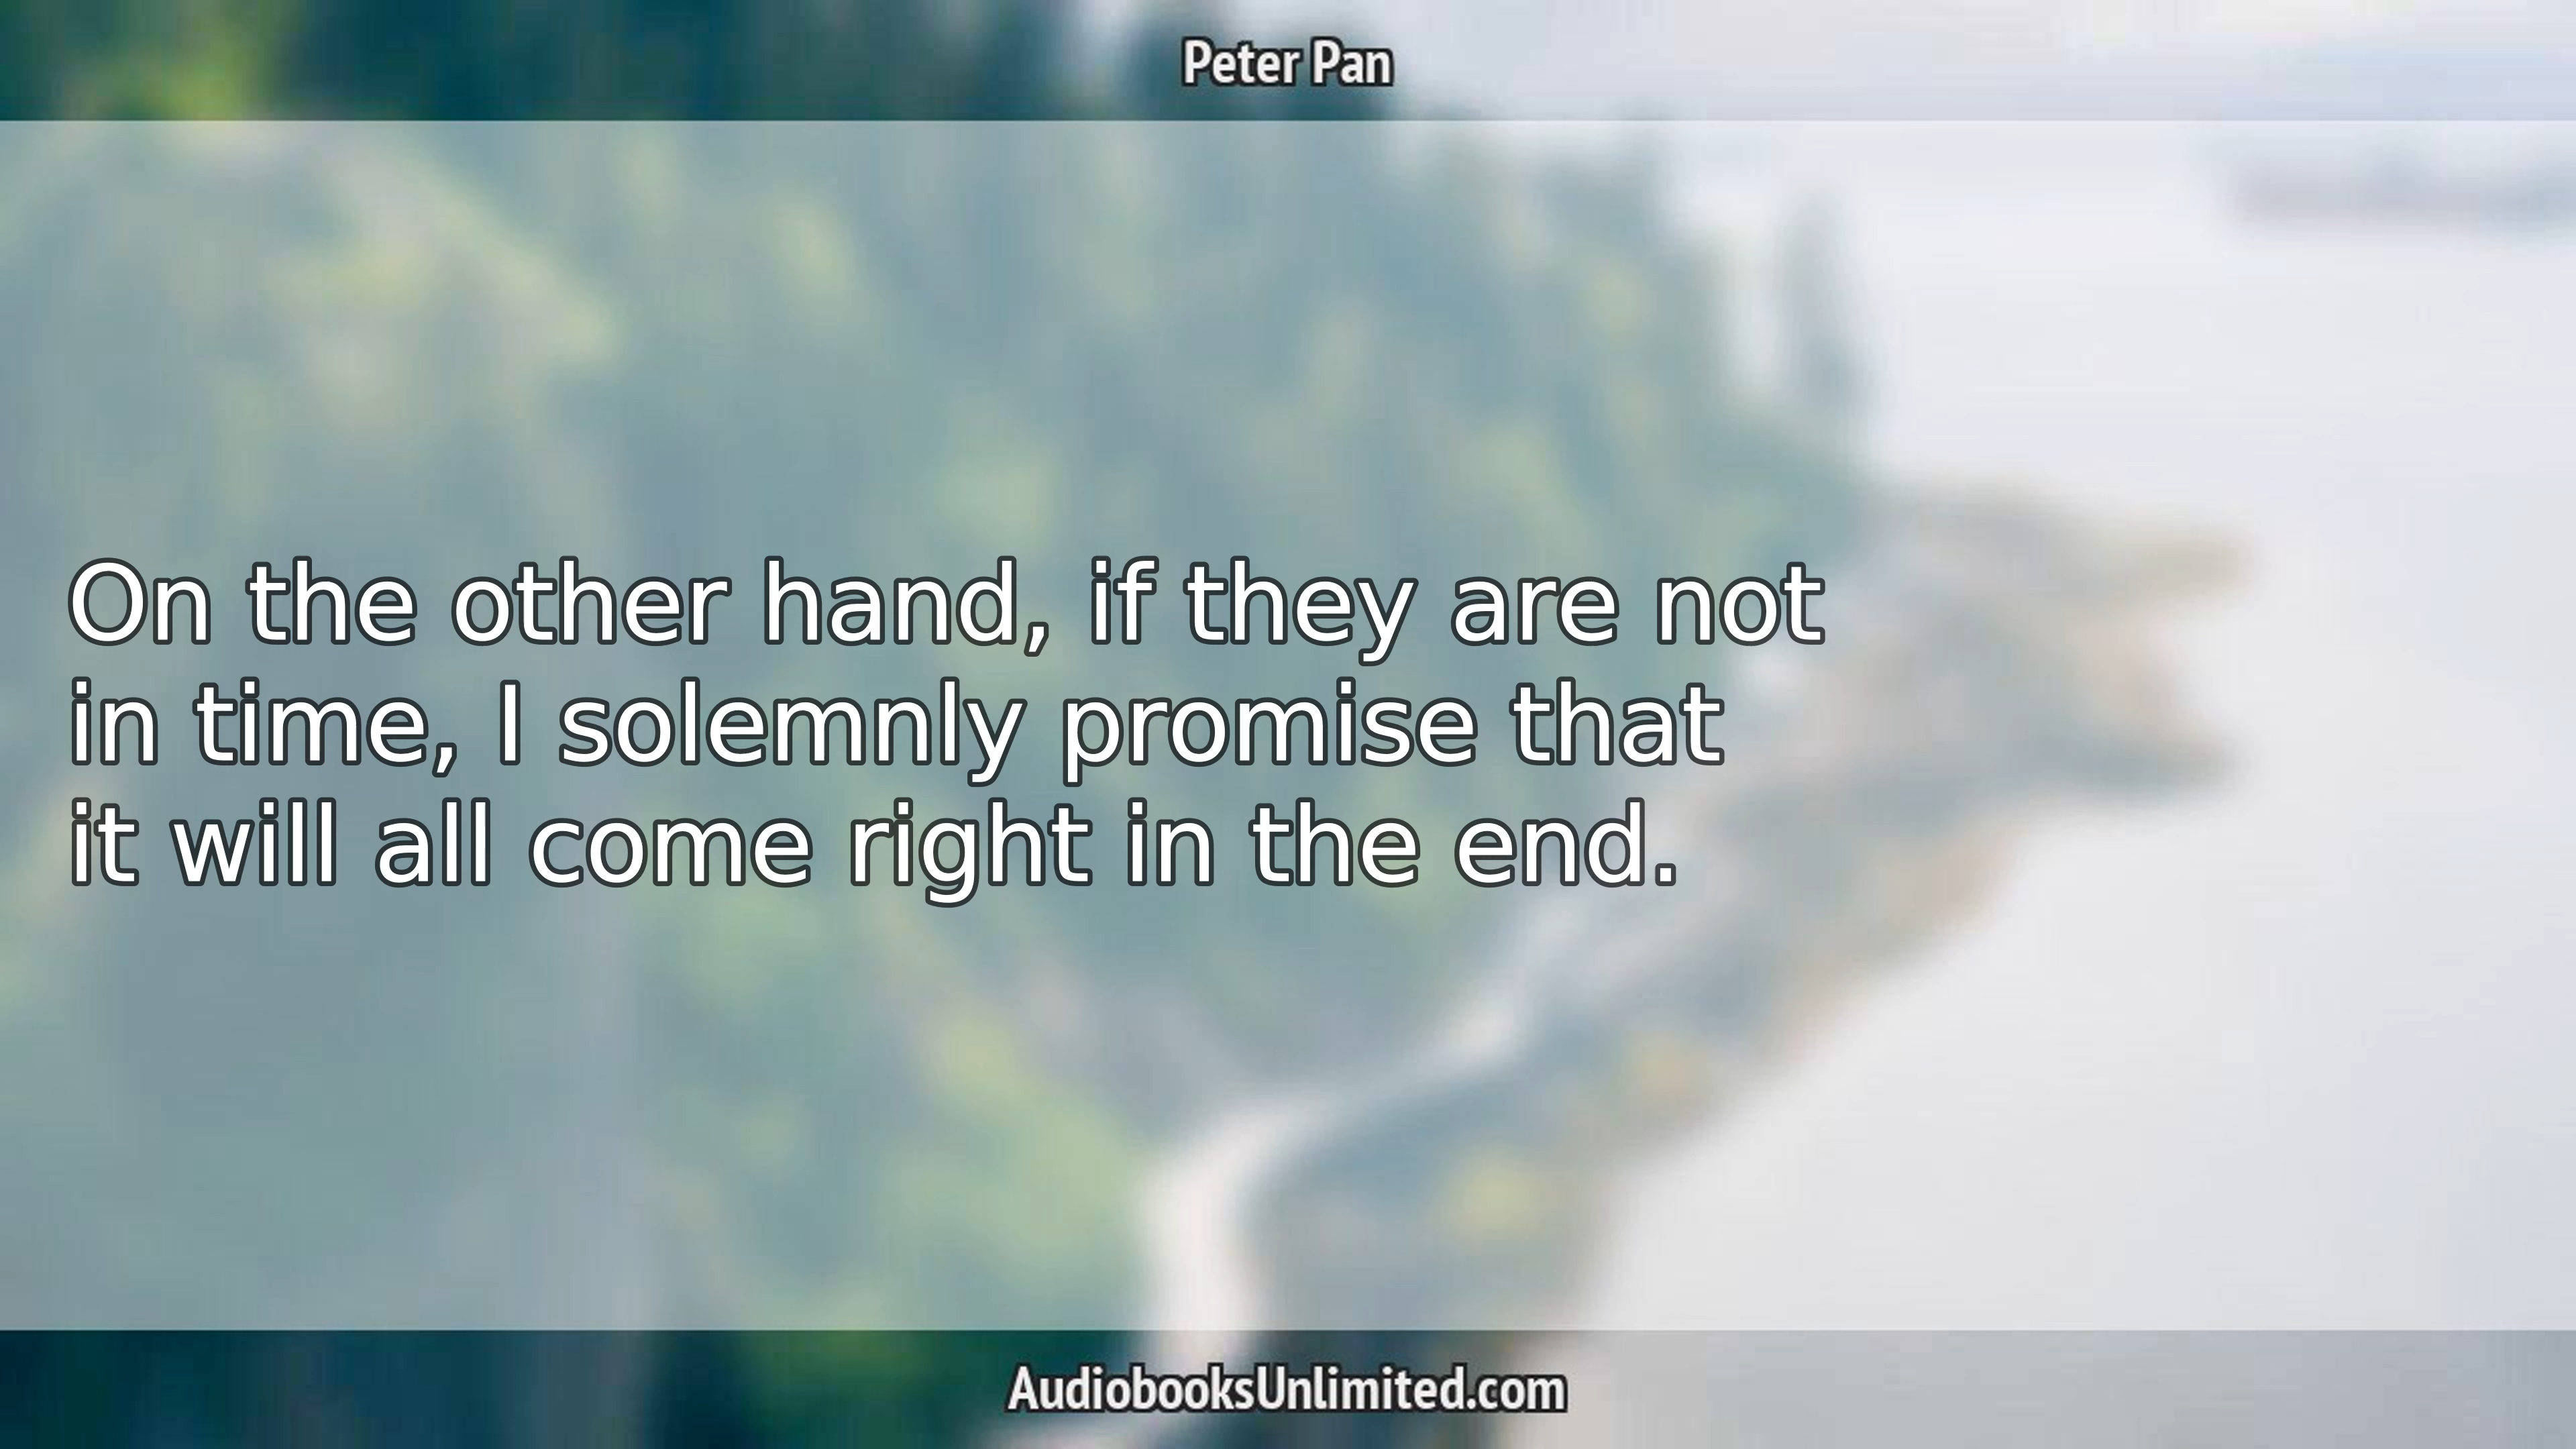 Peter Pan
On the other hand, if they are not
in time, I solemnly promise that
it will all come right in the end.
AudiobooksUnlimited.com